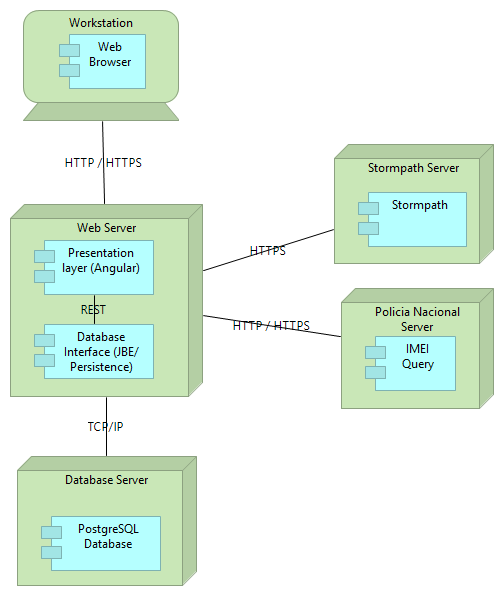 Workstation
Web
Browser
HTTP / HTTPS
Web Server
Presentation
layer (Angular)
REST
Database
Interface (JBE/
Persistence)
HTTPS
Stormpath Server
Stormpath
HTTP / HTTPS
Policia Nacional
Server
IMEI
Query
TCP/IP
Database Server
PostgreSQL
Database